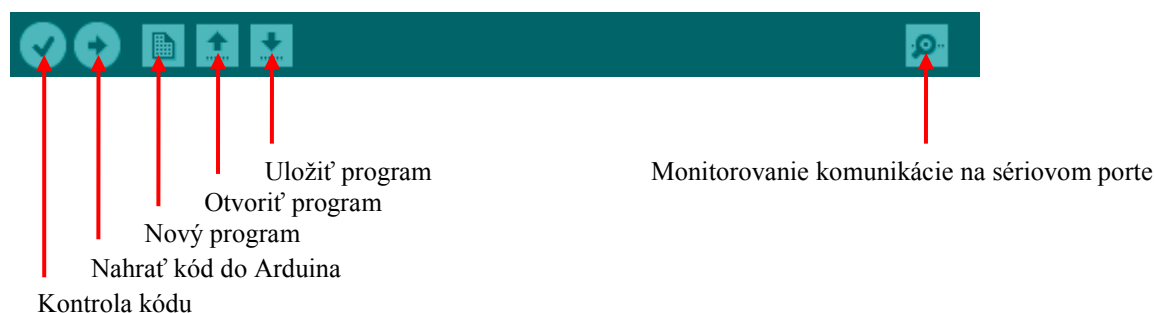 Uložiť program
Monitorovanie komunikácie na sériovom porte
Otvoriť program
Nový program
Nahrať kód do Arduina
Kontrola kódu